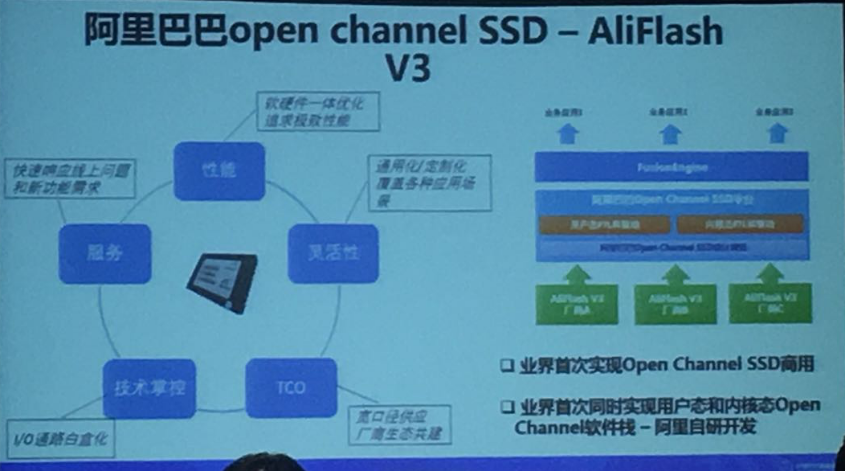 阿里巴巴open channel SSD – AliFlash
V3
软硬件一体优化
追求极致性能
性能
快速响应线上问题
和新功能需求
通用化/定制化
覆盖各种应用场
景
服务
灵活性
技术掌控
TCO
I/O通路白盒化
宽口径供应
厂商生态共建
业务应用1
业务应用2
FusionEngine
阿里巴巴Open Channel SSD平台
用户态FTL和驱动
内核态FTL和驱动
阿里巴巴Open Channel SSD
AliFlash V3
厂商A
AliFlash V3
厂商B
AliFlash V3
厂商C
❑ 业界首次实现Open Channel SSD商用
❑ 业界首次同时实现用户态和内核态Open
Channel软件栈 – 阿里自研开发